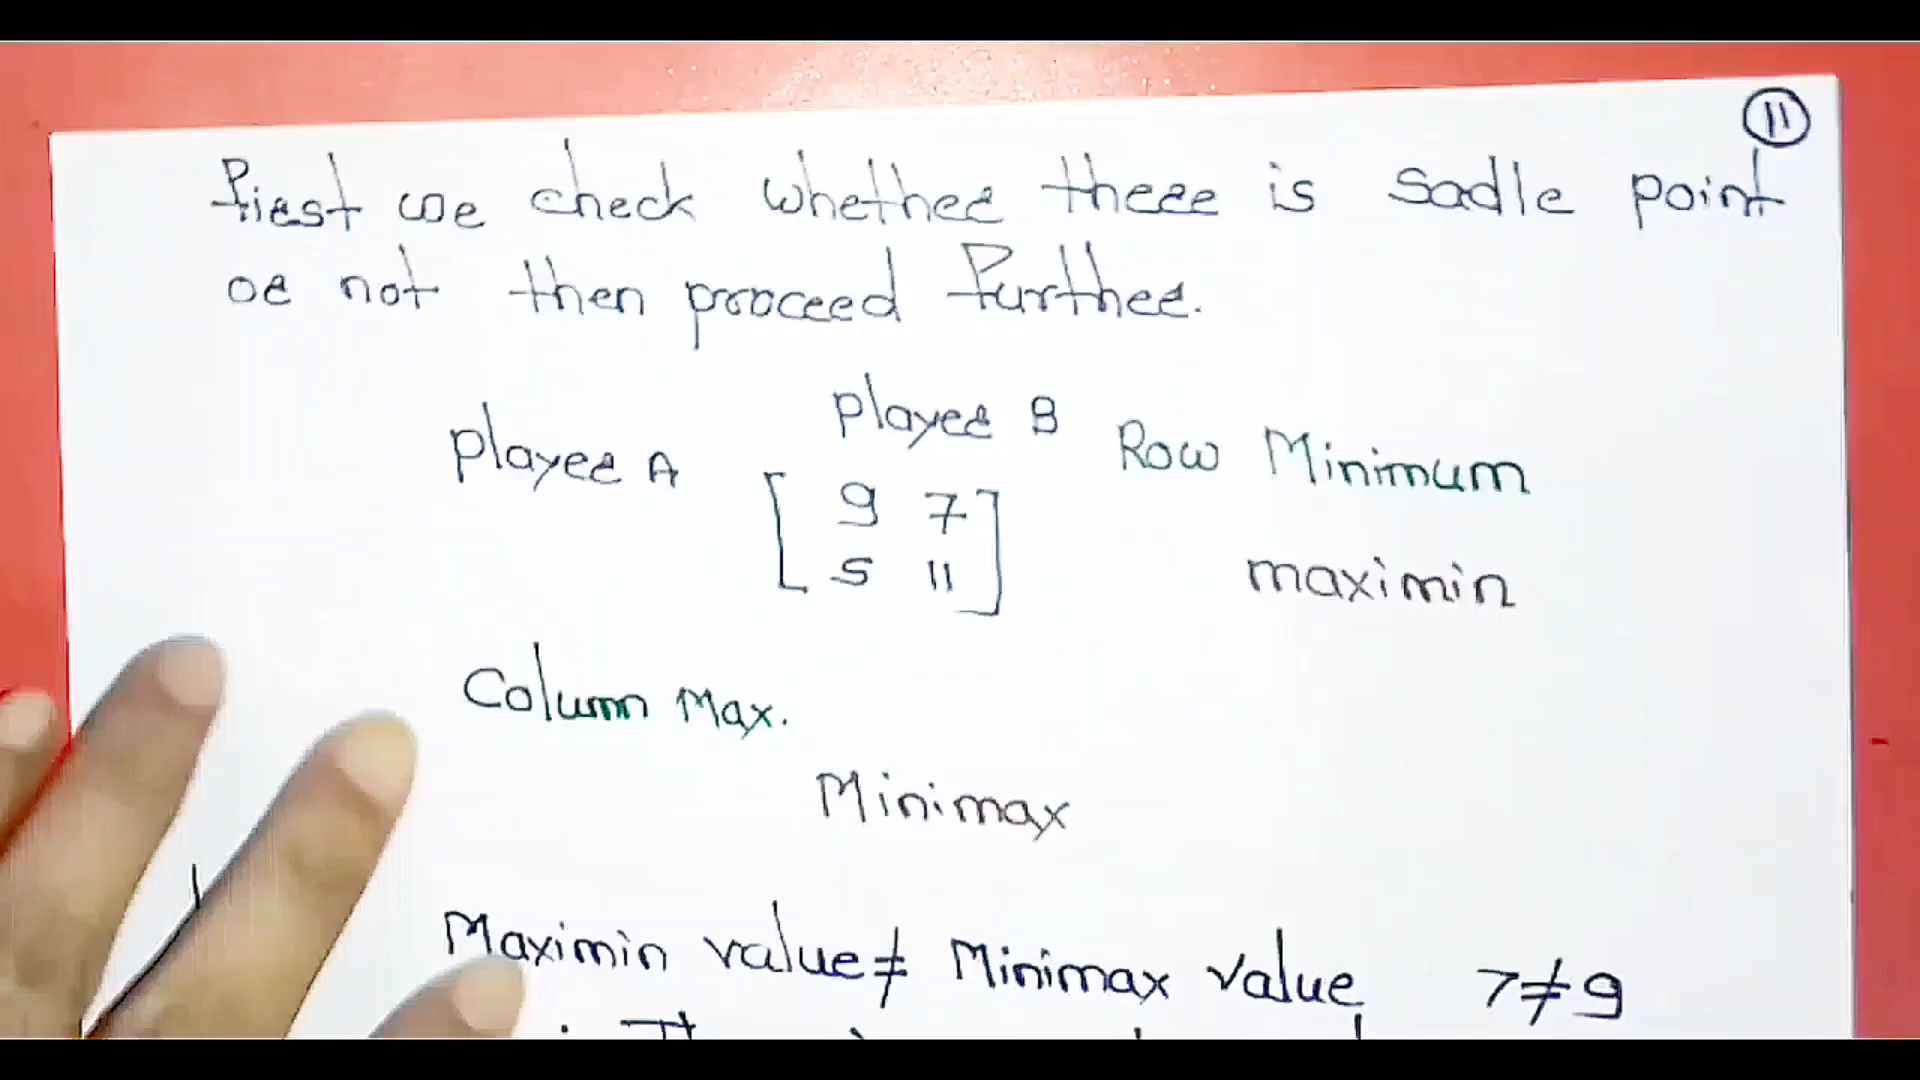 11
First we check whether there is sadle point
or not then proceed further.
Player B
Player A
Row Minimum
[ 9 7
5 11 ]
maximin
Column Max.
Minimax
Maximin value ≠ Minimax value 7≠9